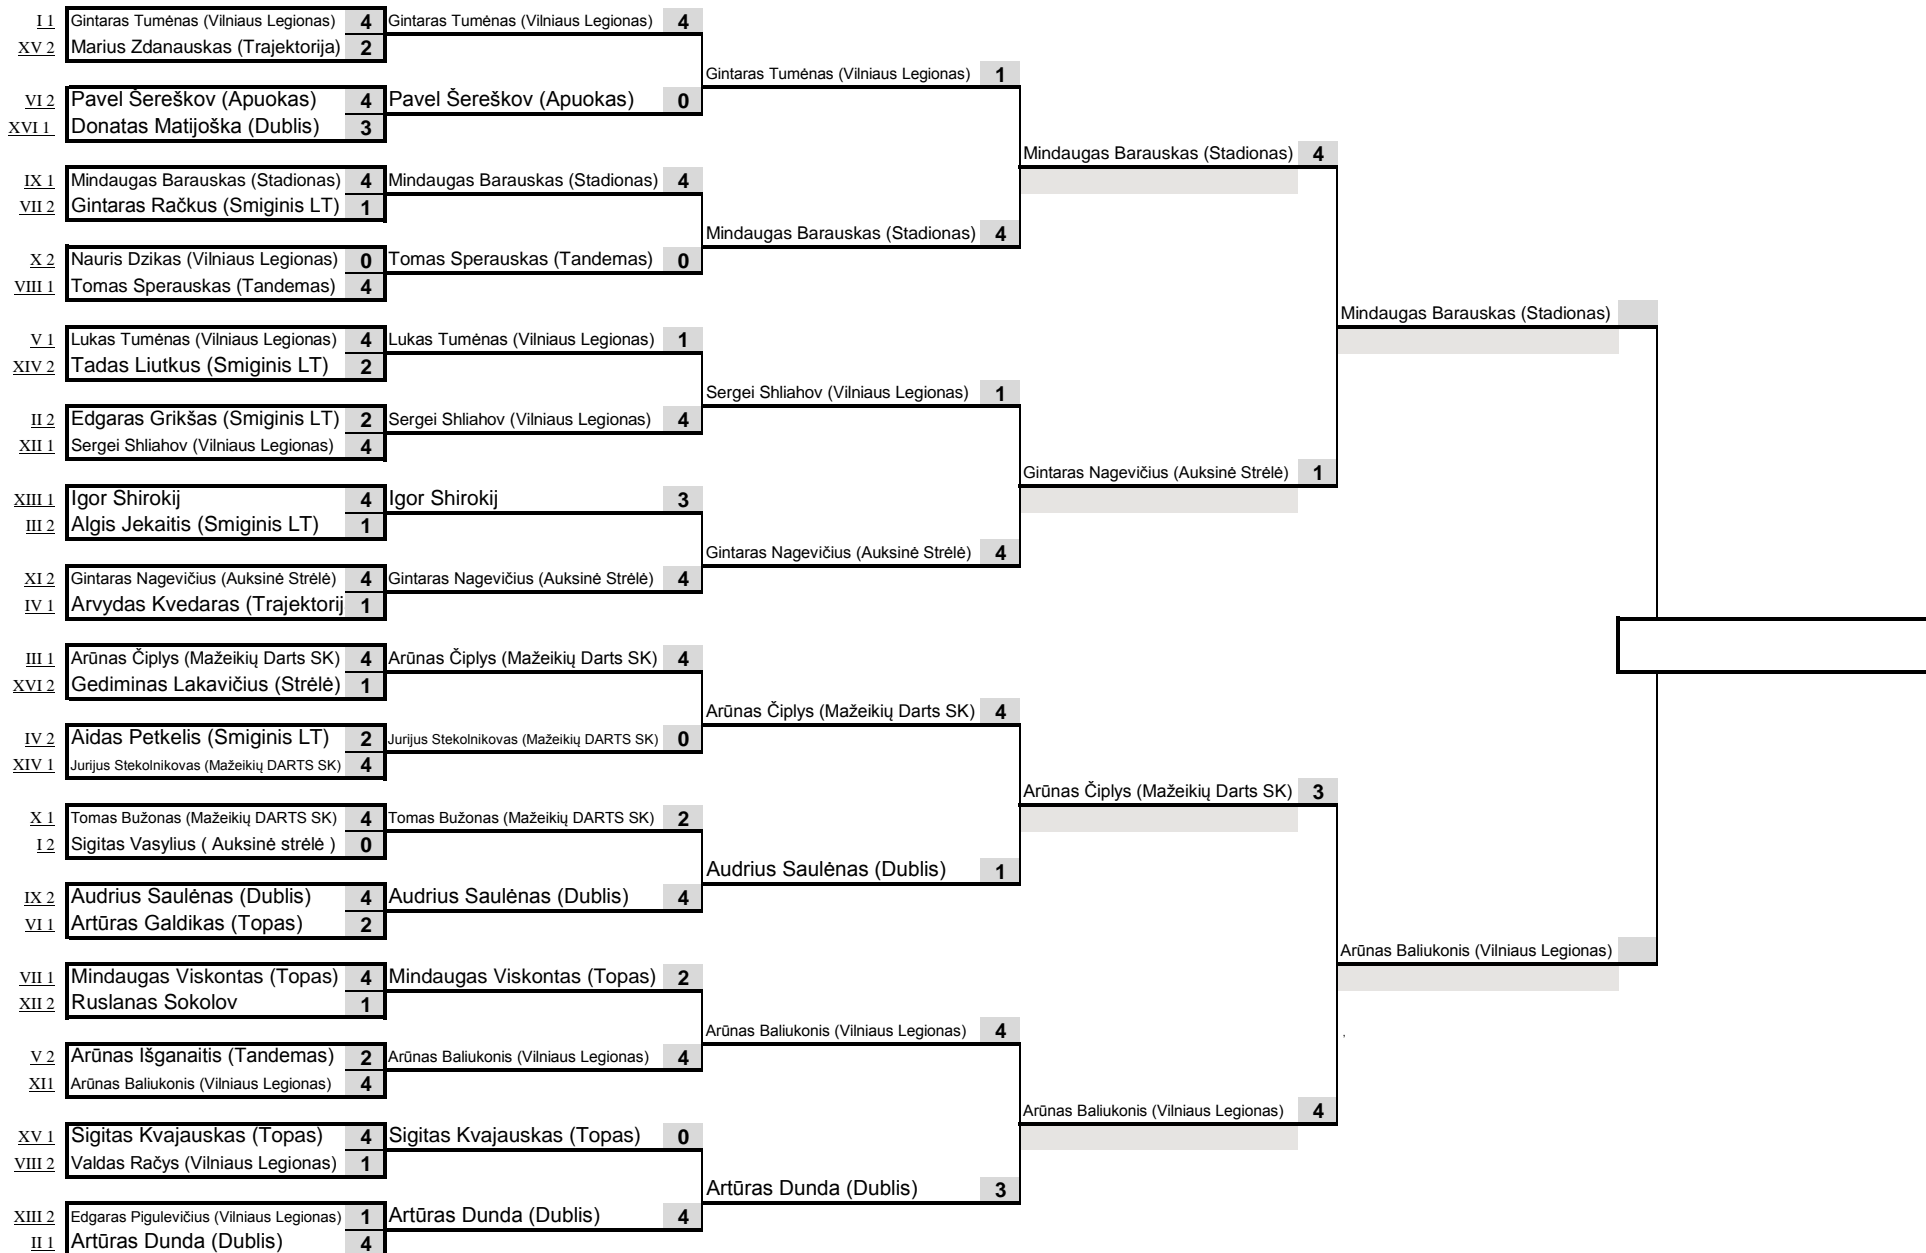 I 1 Gintaras Tumėnas (Vilniaus Legionas) 4 Gintaras Tumėnas (Vilniaus Legionas) 4
XV 2 Marius Zdanauskas (Trajektorija) 2
Gintaras Tumėnas (Vilniaus Legionas) 1
VI 2 Pavel Šereškov (Apuokas) 4 Pavel Šereškov (Apuokas) 0
XVI 1 Donatas Matijoška (Dublis) 3
Mindaugas Barauskas (Stadionas) 4
IX 1 Mindaugas Barauskas (Stadionas) 4 Mindaugas Barauskas (Stadionas) 4
VII 2 Gintaras Račkus (Smiginis LT) 1
Mindaugas Barauskas (Stadionas) 4
X 2 Nauris Dzikas (Vilniaus Legionas) 0 Tomas Sperauskas (Tandemas) 0
VIII 1 Tomas Sperauskas (Tandemas) 4
Mindaugas Barauskas (Stadionas)
V 1 Lukas Tumėnas (Vilniaus Legionas) 4 Lukas Tumėnas (Vilniaus Legionas) 1
XIV 2 Tadas Liutkus (Smiginis LT) 2
Sergei Shliahov (Vilniaus Legionas) 1
II 2 Edgaras Grikšas (Smiginis LT) 2 Sergei Shliahov (Vilniaus Legionas) 4
XII 1 Sergei Shliahov (Vilniaus Legionas) 4
Gintaras Nagevičius (Auksinė Strėlė) 1
XIII 1 Igor Shirokij 4 Igor Shirokij 3
III 2 Algis Jekaitis (Smiginis LT) 1
Gintaras Nagevičius (Auksinė Strėlė) 4
XI 2 Gintaras Nagevičius (Auksinė Strėlė) 4 Gintaras Nagevičius (Auksinė Strėlė) 4
IV 1 Arvydas Kvedaras (Trajektorij 1
III 1 Arūnas Čiplys (Mažeikių Darts SK) 4 Arūnas Čiplys (Mažeikių Darts SK) 4
XVI 2 Gediminas Lakavičius (Strėlė) 1
Arūnas Čiplys (Mažeikių Darts SK) 4
IV 2 Aidas Petkelis (Smiginis LT) 2 Jurijus Stekolnikovas (Mažeikių DARTS SK) 0
XIV 1 Jurijus Stekolnikovas (Mažeikių DARTS SK) 4
Arūnas Čiplys (Mažeikių Darts SK) 3
X 1 Tomas Bužonas (Mažeikių DARTS SK) 4 Tomas Bužonas (Mažeikių DARTS SK) 2
I 2 Sigitas Vasylius ( Auksinė strėlė ) 0
Audrius Saulėnas (Dublis) 1
IX 2 Audrius Saulėnas (Dublis) 4 Audrius Saulėnas (Dublis) 4
VI 1 Artūras Galdikas (Topas) 2
Arūnas Baliukonis (Vilniaus Legionas)
VII 1 Mindaugas Viskontas (Topas) 4 Mindaugas Viskontas (Topas) 2
XII 2 Ruslanas Sokolov 1
Arūnas Baliukonis (Vilniaus Legionas) 4
V 2 Arūnas Išganaitis (Tandemas) 2 Arūnas Baliukonis (Vilniaus Legionas) 4
XI1 Arūnas Baliukonis (Vilniaus Legionas) 4
Arūnas Baliukonis (Vilniaus Legionas) 4
XV 1 Sigitas Kvajauskas (Topas) 4 Sigitas Kvajauskas (Topas) 0
VIII 2 Valdas Račys (Vilniaus Legionas) 1
Artūras Dunda (Dublis) 3
XIII 2 Edgaras Pigulevičius (Vilniaus Legionas) 1 Artūras Dunda (Dublis) 4
II 1 Artūras Dunda (Dublis) 4